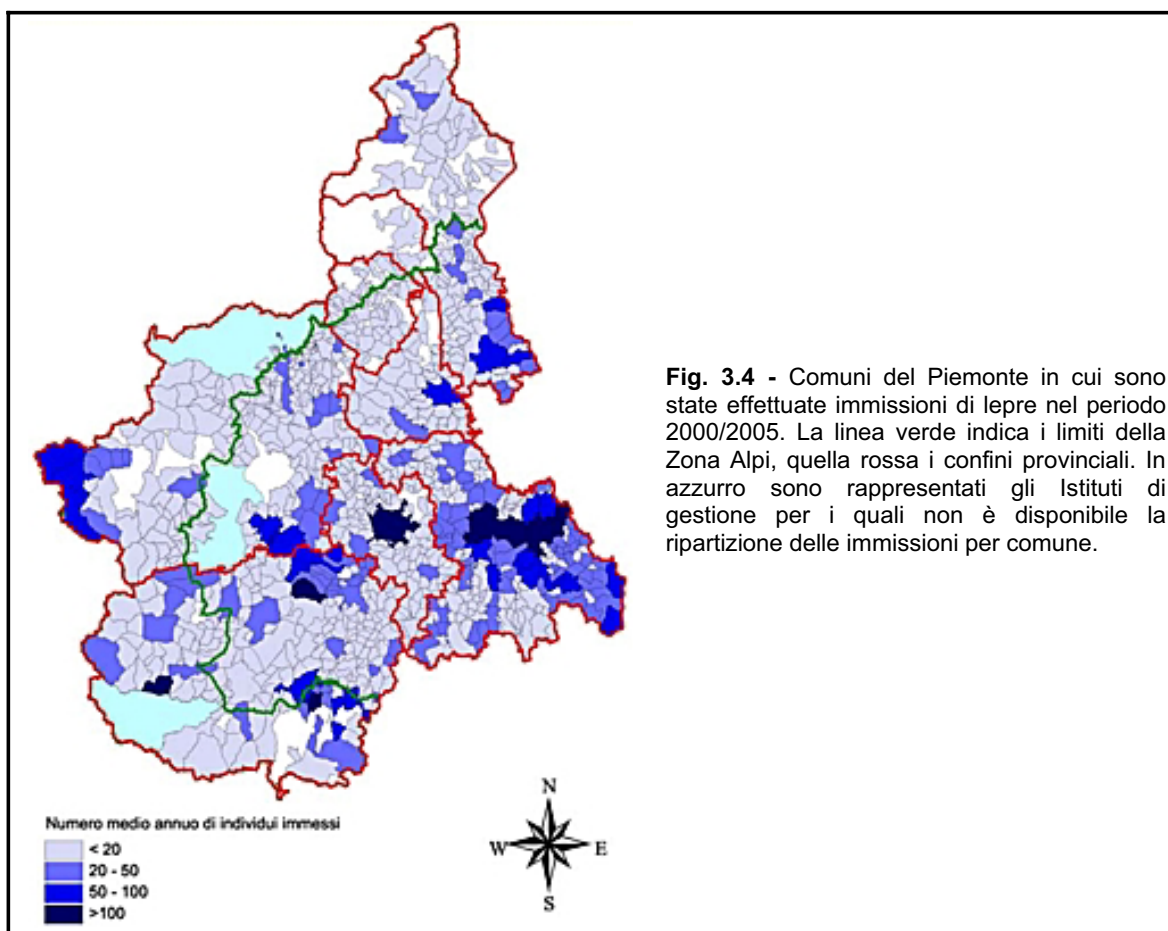 Fig. 3.4 - Comuni del Piemonte in cui sono
state effettuate immissioni di lepre nel periodo
2000/2005. La linea verde indica i limiti della
Zona Alpi, quella rossa i confini provinciali. In
azzurro sono rappresentati gli Istituti di
gestione per i quali non è disponibile la
ripartizione delle immissioni per comune.
Numero medio annuo di individui immessi
< 20
20 - 50
50 - 100
>100
N
W E
S